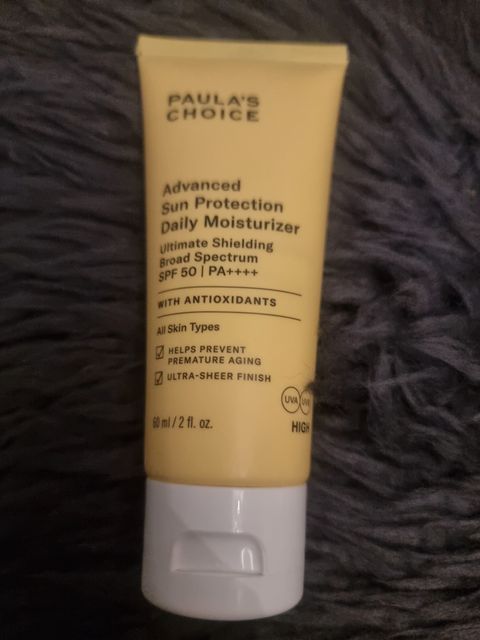 PAULA'S
CHOICE
Advanced
Sun Protection
Daily Moisturizer
Ultimate Shielding
Broad Spectrum
SPF 50 | PA++++
WITH ANTIOXIDANTS
All Skin Types
HELPS PREVENT
PREMATURE AGING
ULTRA-SHEER FINISH
UVA UVB
60 ml / 2 fl. oz.
HIGH